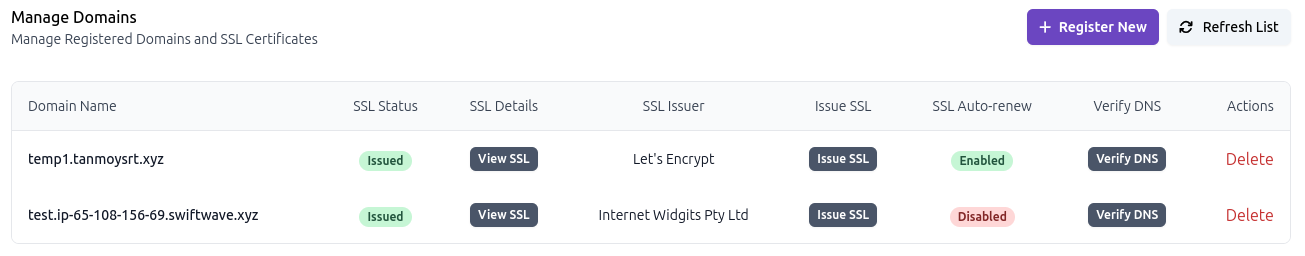 Manage Domains
Manage Registered Domains and SSL Certificates
+ Register New
Refresh List
Domain Name SSL Status SSL Details SSL Issuer Issue SSL SSL Auto-renew Verify DNS Actions
temp1.tanmoysrt.xyz Issued View SSL Let's Encrypt Issue SSL Enabled Verify DNS Delete
test.ip-65-108-156-69.swiftwave.xyz Issued View SSL Internet Widgits Pty Ltd Issue SSL Disabled Verify DNS Delete